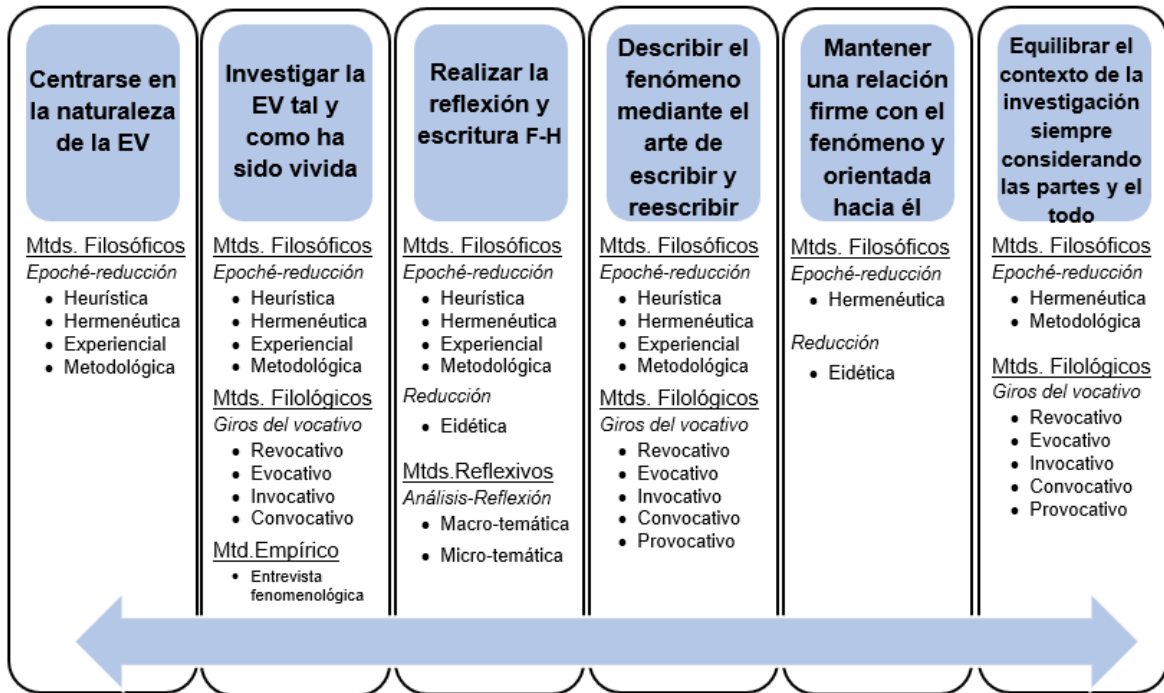 Centrarse en
la naturaleza
de la EV
Mtds. Filosóficos
Epoché-reducción
• Heurística
• Hermenéutica
• Experiencial
• Metodológica
Investigar la
EV tal y
como ha
sido vivida
Mtds. Filosóficos
Epoché-reducción
• Heurística
• Hermenéutica
• Experiencial
• Metodológica
Mtds. Filológicos
Giros del vocativo
• Revocativo
• Evocativo
• Invocativo
• Convocativo
Mtd.Empírico
• Entrevista
fenomenológica
Realizar la
reflexión y
escritura F-H
Mtds. Filosóficos
Epoché-reducción
• Heurística
• Hermenéutica
• Experiencial
• Metodológica
Reducción
• Eidética
Mtds.Reflexivos
Análisis-Reflexión
• Macro-temática
• Micro-temática
Describir el
fenómeno
mediante el
arte de
escribir y
reescribir
Mtds. Filosóficos
Epoché-reducción
• Heurística
• Hermenéutica
• Experiencial
• Metodológica
Mtds. Filológicos
Giros del vocativo
• Revocativo
• Evocativo
• Invocativo
• Convocativo
• Provocativo
Mantener
una relación
firme con el
fenómeno y
orientada
hacia él
Mtds. Filosóficos
Epoché-reducción
• Hermenéutica
Reducción
• Eidética
Equilibrar el
contexto de la
investigación
siempre
considerando
las partes y el
todo
Mtds. Filosóficos
Epoché-reducción
• Hermenéutica
• Metodológica
Mtds. Filológicos
Giros del vocativo
• Revocativo
• Evocativo
• Invocativo
• Convocativo
• Provocativo